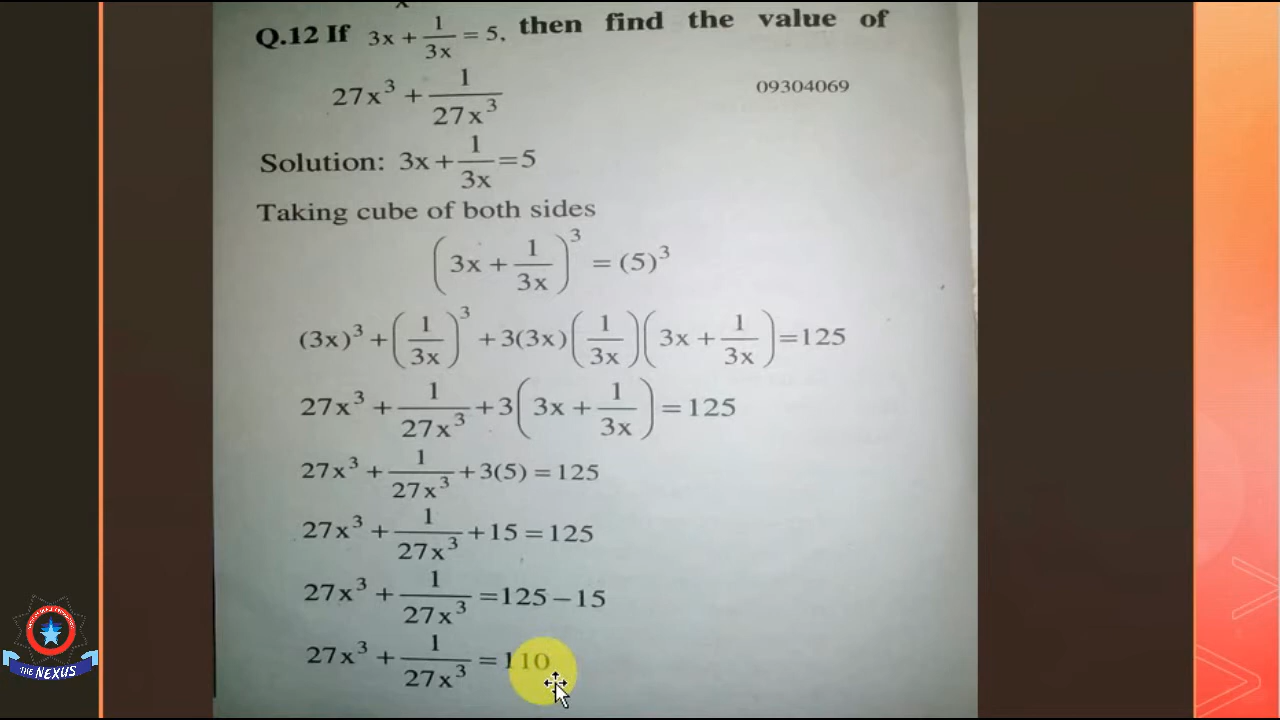 Q.12 If 3x + 1/3x = 5, then find the value of
27x³ + 1/27x³
09304069
Solution: 3x + 1/3x = 5
Taking cube of both sides
(3x + 1/3x)³ = (5)³
(3x)³ + (1/3x)³ + 3(3x)(1/3x)(3x + 1/3x) = 125
27x³ + 1/27x³ + 3(3x + 1/3x) = 125
27x³ + 1/27x³ + 3(5) = 125
27x³ + 1/27x³ + 15 = 125
27x³ + 1/27x³ = 125 – 15
27x³ + 1/27x³ = 110
THE NEXUS